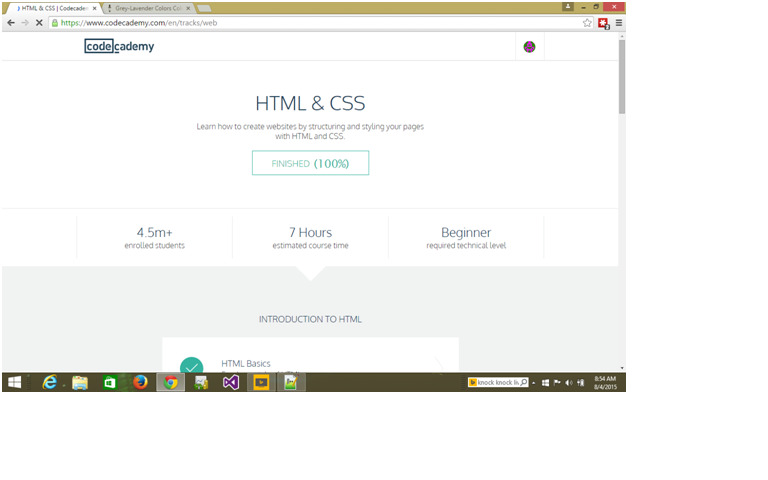 HTML & CSS | Codecadem
Grey-Lavender Colors Col
https://www.codecademy.com/en/tracks/web
codecademy
HTML & CSS
Learn how to create websites by structuring and styling your pages
with HTML and CSS.
FINISHED (100%)
4.5m+
enrolled students
7 Hours
estimated course time
Beginner
required technical level
INTRODUCTION TO HTML
HTML Basics
knock knock
8:54 AM
8/4/2015